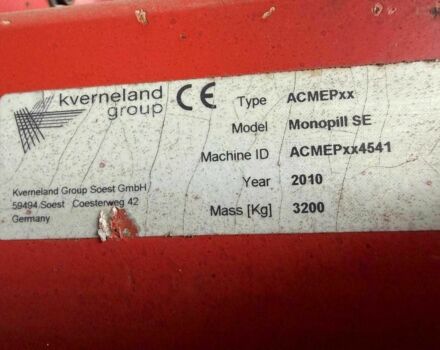 kverneland
group
CE
Type ACMEPxx
Model Monopill SE
Machine ID ACMEPxx4541
Year 2010
Mass [Kg] 3200
Kverneland Group Soest GmbH
59494 Soest Coesterweg 42
Germany